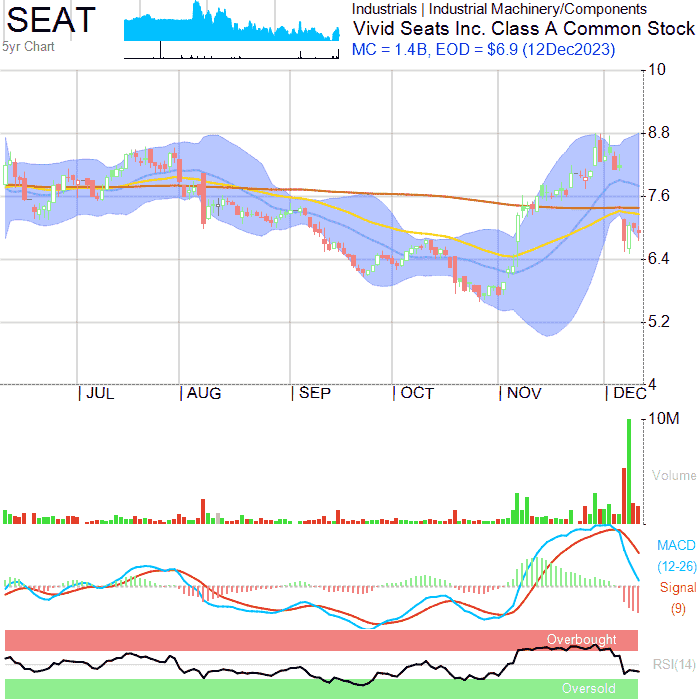 SEAT
5yr Chart
Industrials | Industrial Machinery/Components
Vivid Seats Inc. Class A Common Stock
MC = 1.4B, EOD = $6.9 (12Dec2023)
10
8.8
7.6
6.4
5.2
4
| JUL | AUG | SEP | OCT | NOV | DEC
10M
Volume
MACD
(12-26)
Signal
(9)
Overbought
RSI(14)
Oversold